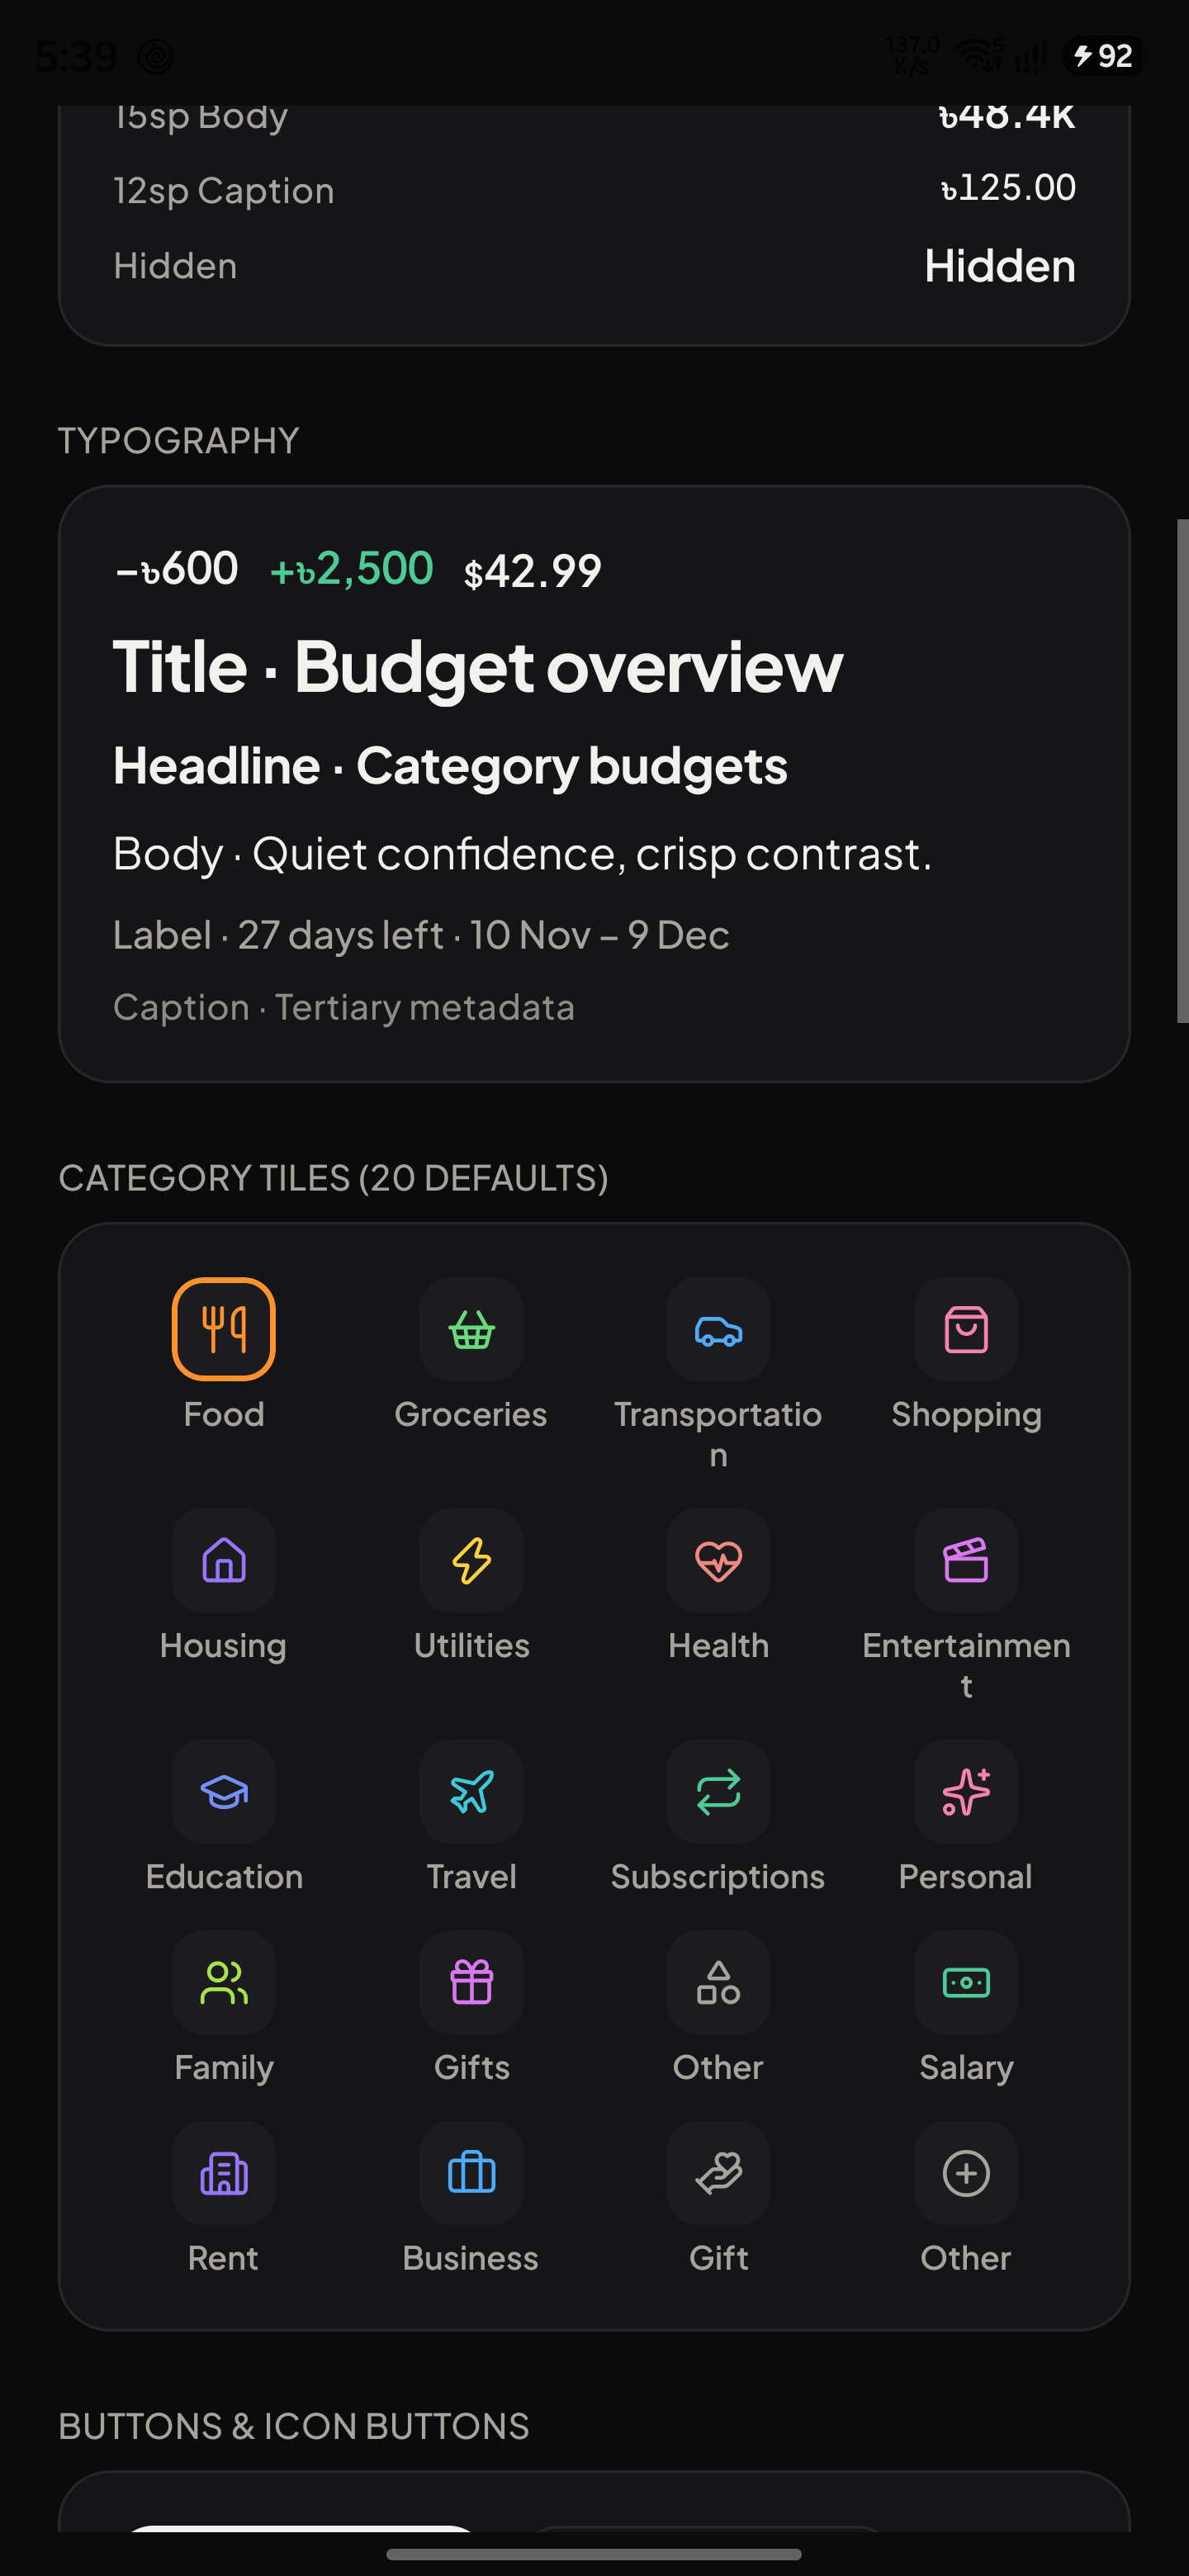 5:39
137.0
K/s
5
92
15sp Body
৳48.4K
12sp Caption
৳125.00
Hidden
Hidden
TYPOGRAPHY
−৳600 +৳2,500 $42.99
Title · Budget overview
Headline · Category budgets
Body · Quiet confidence, crisp contrast.
Label · 27 days left · 10 Nov – 9 Dec
Caption · Tertiary metadata
CATEGORY TILES (20 DEFAULTS)
Food
Groceries
Transportatio
n
Shopping
Housing
Utilities
Health
Entertainmen
t
Education
Travel
Subscriptions
Personal
Family
Gifts
Other
Salary
Rent
Business
Gift
Other
BUTTONS & ICON BUTTONS